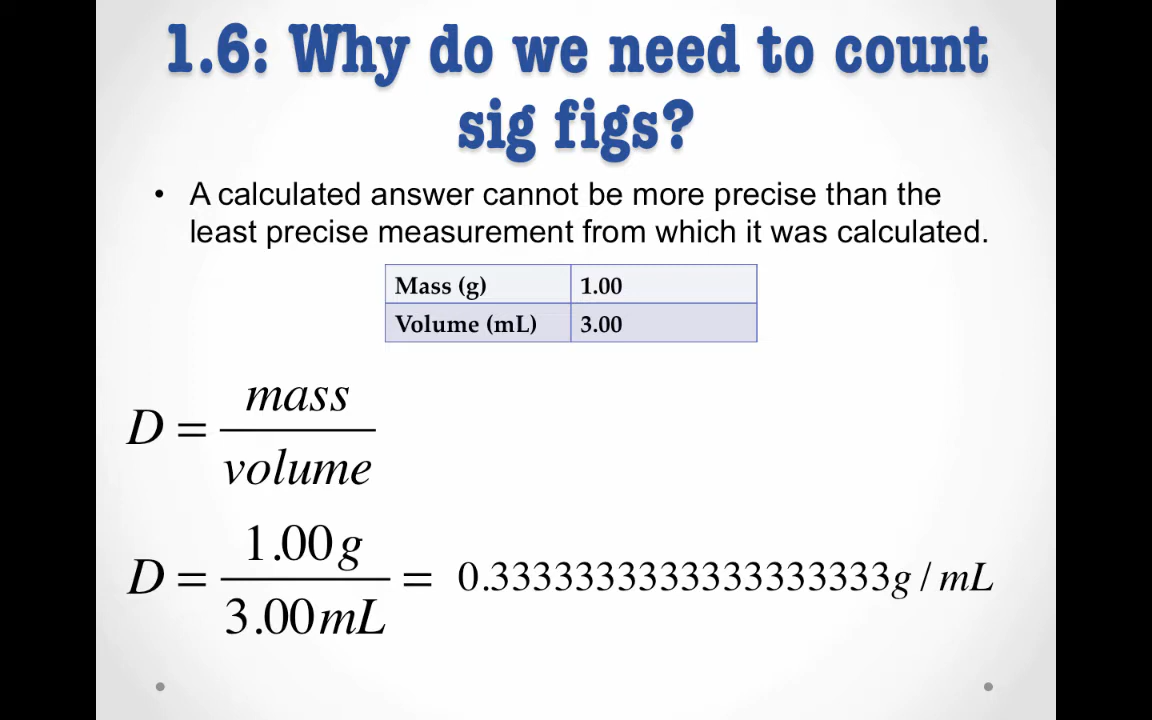 1.6: Why do we need to count
sig figs?
• A calculated answer cannot be more precise than the
least precise measurement from which it was calculated.
Mass (g) 1.00
Volume (mL) 3.00
D = mass / volume
D = 1.00 g / 3.00 mL = 0.3333333333333333333 g / mL